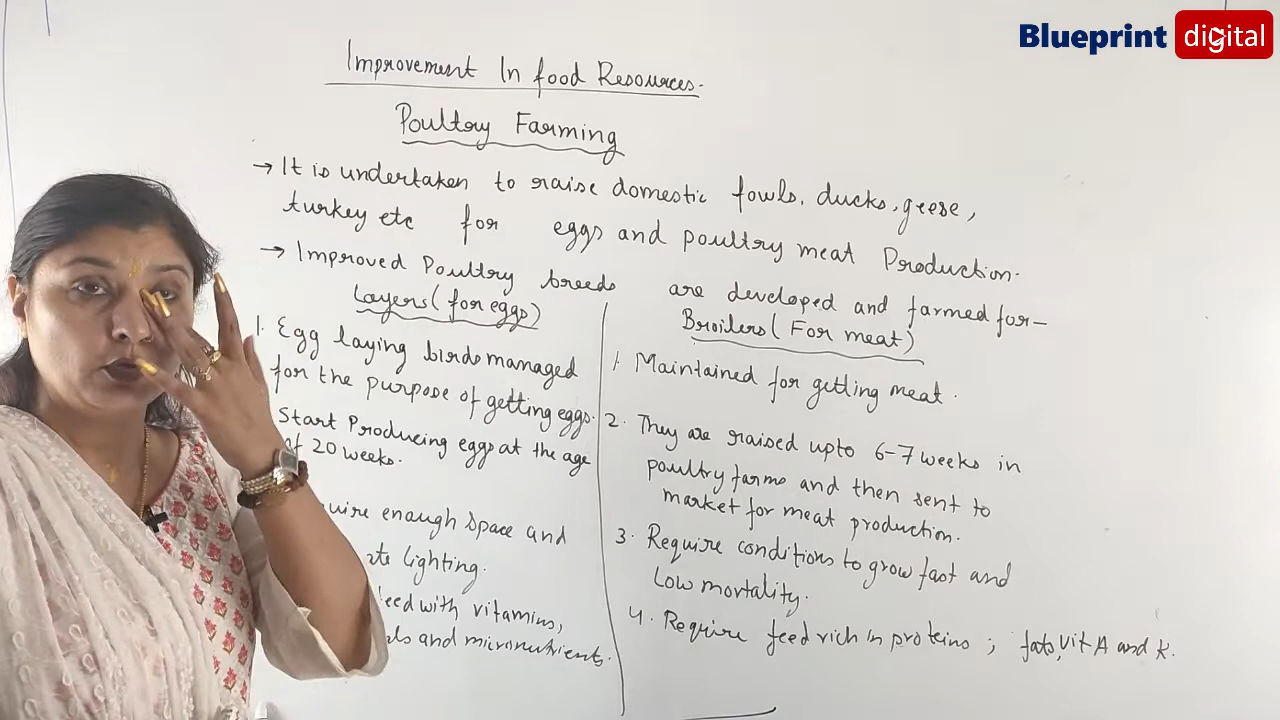 Blueprint digital
Improvement In food Resources.
Poultry Farming
→ It is undertaken to raise domestic fowls, ducks, geese,
turkey etc for eggs and poultry meat Production.
→ Improved Poultry breeds are developed and farmed for–
Layers (for eggs)
1. Egg laying birds managed
for the purpose of getting eggs.
Start Producing eggs at the age
of 20 weeks.
enough space and
lighting.
feed with vitamins,
and micronutrients.
Broilers (For meat)
1. Maintained for getting meat.
2. They are raised upto 6-7 weeks in
poultry farms and then sent to
market for meat production.
3. Require conditions to grow fast and
Low mortality.
4. Require feed rich in proteins; fats, vit A and K.